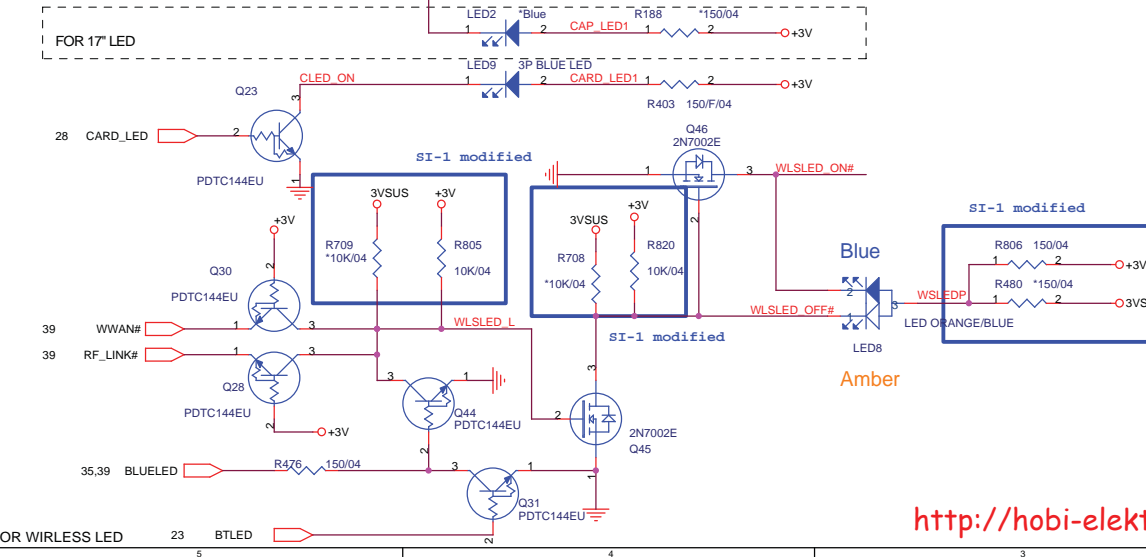 LED2 *Blue R188 *150/04
1 2 CAP_LED1 1 2 +3V
FOR 17" LED
LED9 3P BLUE LED
CLED_ON 1 2 CARD_LED1 1 2 +3V
Q23 3
R403 150/F/04
28 CARD_LED 2
Q46
2N7002E
SI-1 modified
1 3 WLSLED_ON#
PDTC144EU 1
3VSUS +3V
2
+3V
3VSUS +3V
SI-1 modified
R709 *10K/04
R805 10K/04
R708 *10K/04
R820 10K/04
Blue
R806 150/04
1 2 +3V
Q30 2
PDTC144EU
R480 *150/04
1 2 3VS
2 3 WSLEDP
WLSLED_OFF# 1
LED ORANGE/BLUE
39 WWAN# 1 3 WLSLED_L
SI-1 modified
LED8
39 RF_LINK# 1 3
Amber
Q28
PDTC144EU
2 +3V
3 1
Q44
PDTC144EU
2
3
2
2N7002E
Q45
1
35,39 BLUELED R476 150/04 3 1
Q31
PDTC144EU
2
http://hobi-elekt
OR WIRLESS LED 23 BTLED
5 4 3